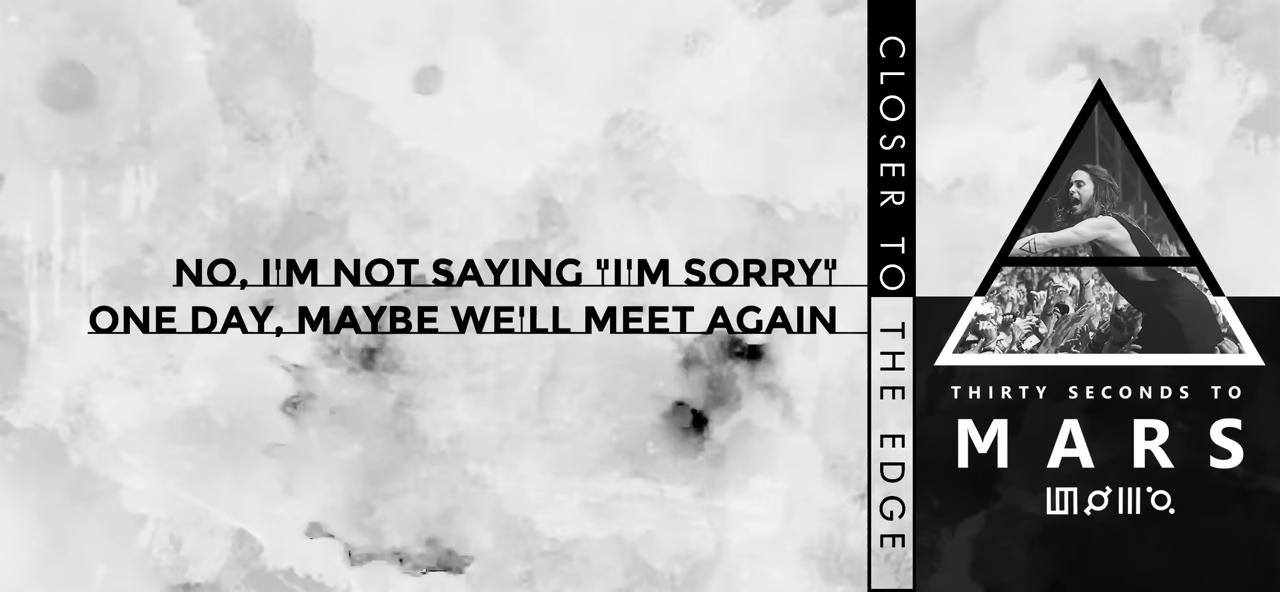 NO, I'M NOT SAYING "I'M SORRY"
ONE DAY, MAYBE WE'LL MEET AGAIN
CLOSER TO THE EDGE
THIRTY SECONDS TO
MARS